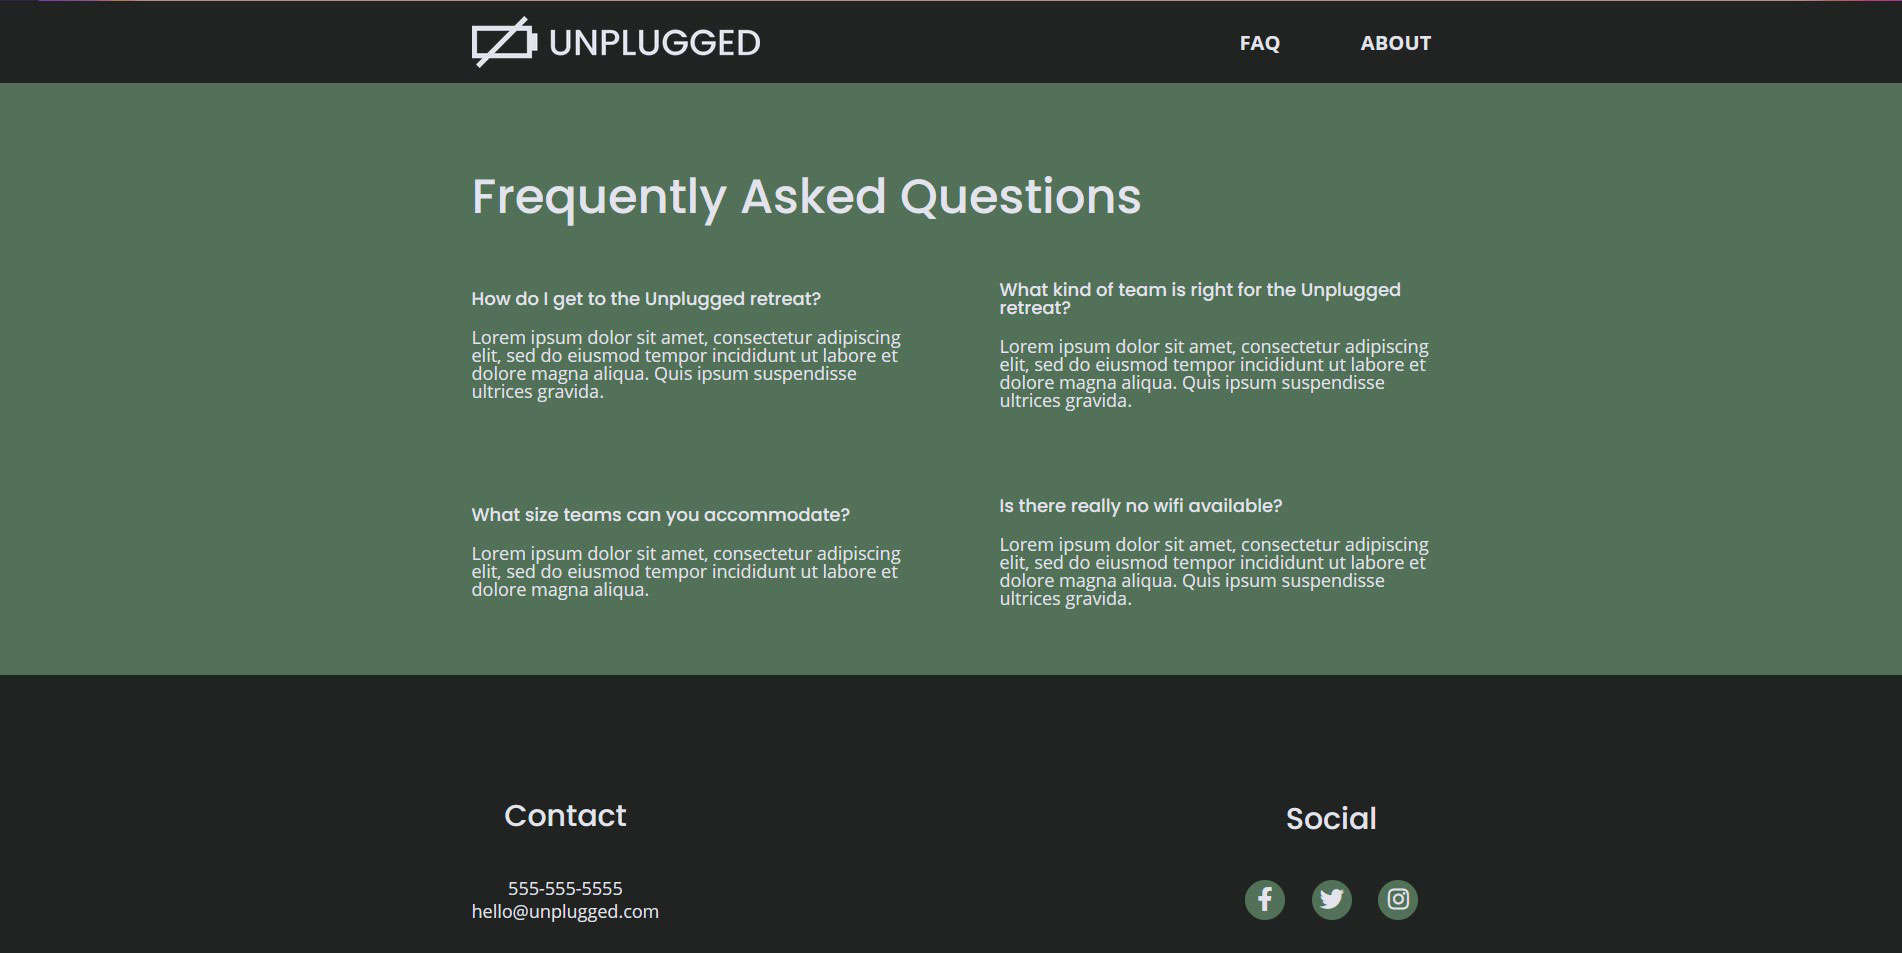 UNPLUGGED
FAQ
ABOUT
Frequently Asked Questions
How do I get to the Unplugged retreat?
Lorem ipsum dolor sit amet, consectetur adipiscing
elit, sed do eiusmod tempor incididunt ut labore et
dolore magna aliqua. Quis ipsum suspendisse
ultrices gravida.
What kind of team is right for the Unplugged
retreat?
Lorem ipsum dolor sit amet, consectetur adipiscing
elit, sed do eiusmod tempor incididunt ut labore et
dolore magna aliqua. Quis ipsum suspendisse
ultrices gravida.
What size teams can you accommodate?
Lorem ipsum dolor sit amet, consectetur adipiscing
elit, sed do eiusmod tempor incididunt ut labore et
dolore magna aliqua.
Is there really no wifi available?
Lorem ipsum dolor sit amet, consectetur adipiscing
elit, sed do eiusmod tempor incididunt ut labore et
dolore magna aliqua. Quis ipsum suspendisse
ultrices gravida.
Contact
555-555-5555
hello@unplugged.com
Social